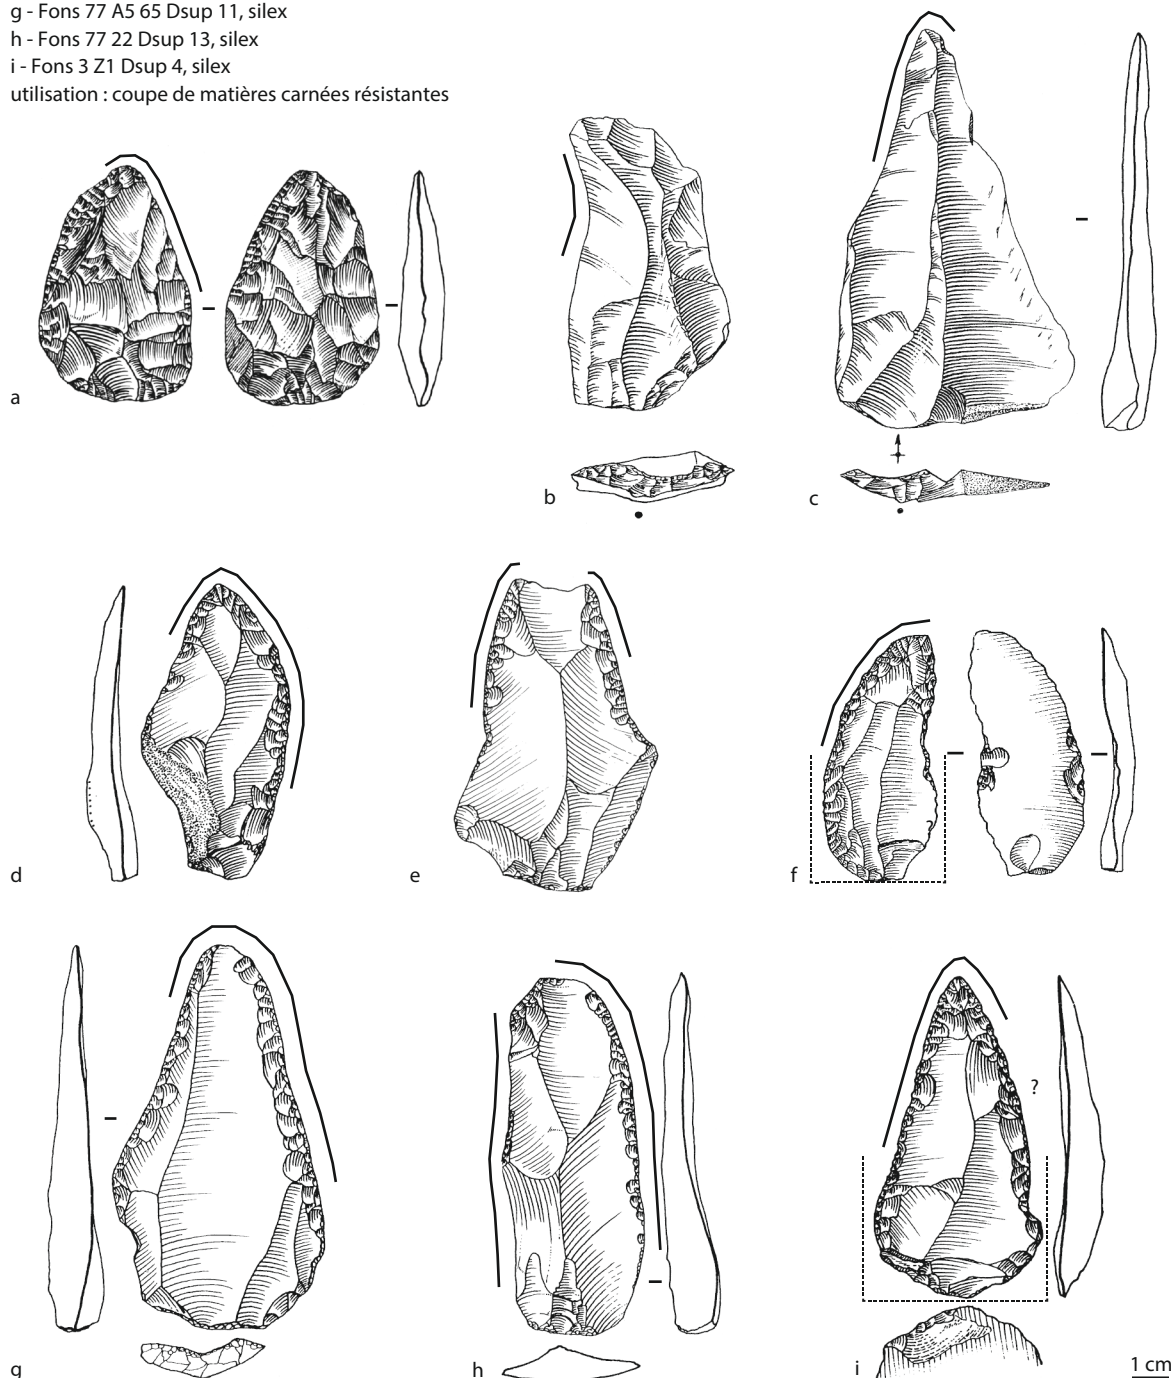 g - Fons 77 A5 65 Dsup 11, silex
h - Fons 77 22 Dsup 13, silex
i - Fons 3 Z1 Dsup 4, silex
utilisation : coupe de matières carnées résistantes
a
b
c
d
e
f
?
?
g
h
i
1 cm